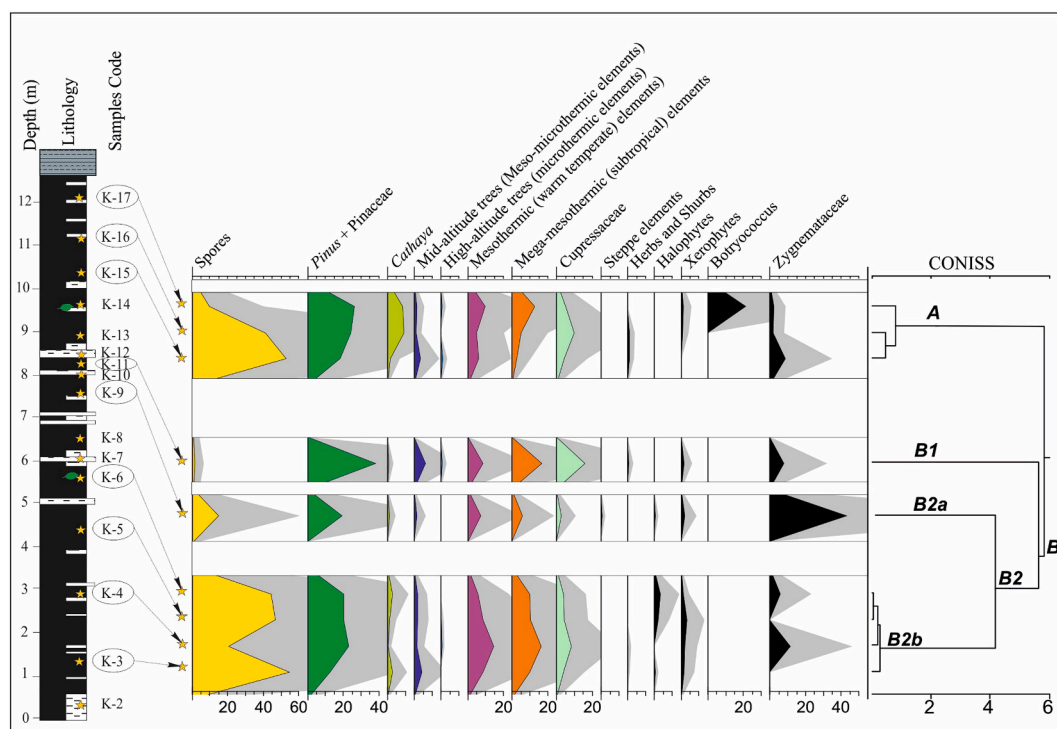 Depth (m)
Lithology
Samples Code
Spores
Pinus + Pinaceae
Cathaya
Mid-altitude trees (Meso-microthermic elements)
High-altitude trees (microthermic elements)
Mesothermic (warm temperate) elements)
Mega-mesothermic (subtropical) elements
Cupressaceae
Steppe elements
Herbs and Shurbs
Halophytes
Xerophytes
Botryococcus
Zygnemataceae
CONISS
12
11
10
9
8
7
6
5
4
3
2
1
0
K-17
K-16
K-15
K-14
K-13
K-12
K-11
K-10
K-9
K-8
K-7
K-6
K-5
K-4
K-3
K-2
A
B1
B2a
B
B2
B2b
20 60 20 40 20 20 20 20 20 2 4 6